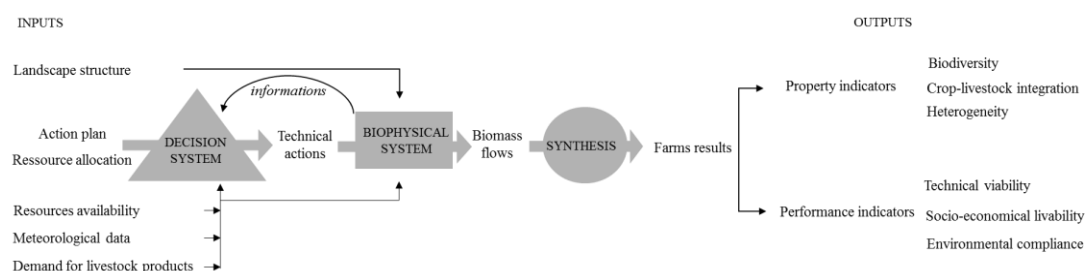 INPUTS
OUTPUTS
Landscape structure
informations
Action plan
Ressource allocation
DECISION
SYSTEM
Technical
actions
BIOPHYSICAL
SYSTEM
Biomass
flows
SYNTHESIS
Farms results
Property indicators
Biodiversity
Crop-livestock integration
Heterogeneity
Performance indicators
Technical viability
Socio-economical livability
Environmental compliance
Resources availability
Meteorological data
Demand for livestock products